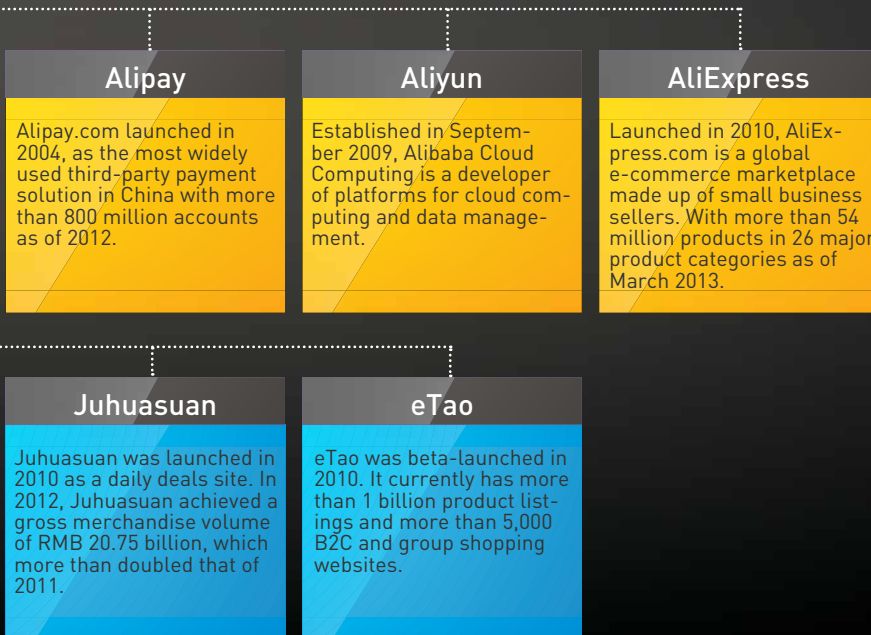 Alipay
Alipay.com launched in
2004, as the most widely
used third-party payment
solution in China with more
than 800 million accounts
as of 2012.
Aliyun
Established in Septem-
ber 2009, Alibaba Cloud
Computing is a developer
of platforms for cloud com-
puting and data manage-
ment.
AliExpress
Launched in 2010, AliEx-
press.com is a global
e-commerce marketplace
made up of small business
sellers. With more than 54
million products in 26 major
product categories as of
March 2013.
Juhuasuan
Juhuasuan was launched in
2010 as a daily deals site. In
2012, Juhuasuan achieved a
gross merchandise volume
of RMB 20.75 billion, which
more than doubled that of
2011.
eTao
eTao was beta-launched in
2010. It currently has more
than 1 billion product list-
ings and more than 5,000
B2C and group shopping
websites.